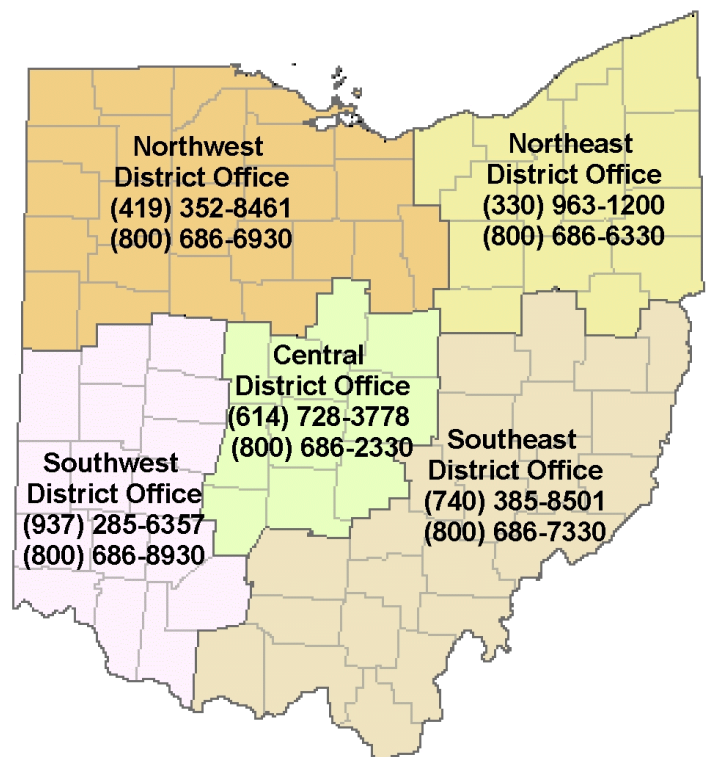 Northwest
District Office
(419) 352-8461
(800) 686-6930
Northeast
District Office
(330) 963-1200
(800) 686-6330
Central
District Office
(614) 728-3778
(800) 686-2330
Southwest
District Office
(937) 285-6357
(800) 686-8930
Southeast
District Office
(740) 385-8501
(800) 686-7330